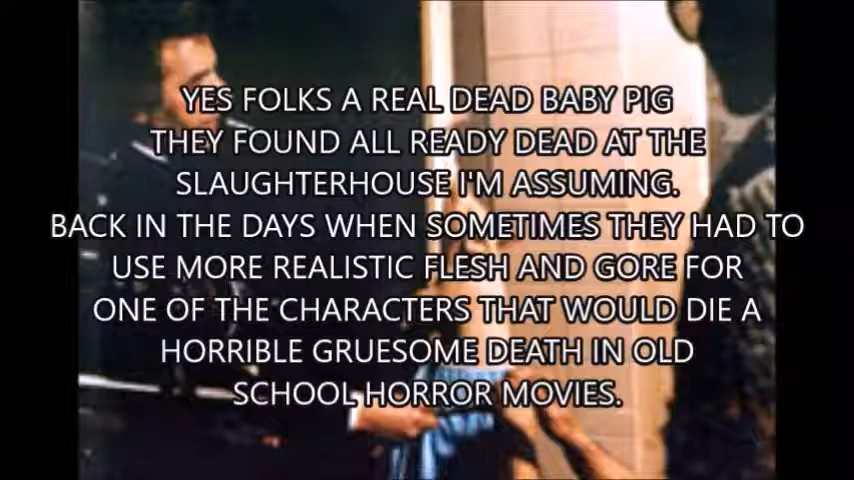 YES FOLKS A REAL DEAD BABY PIG
THEY FOUND ALL READY DEAD AT THE
SLAUGHTERHOUSE I'M ASSUMING.
BACK IN THE DAYS WHEN SOMETIMES THEY HAD TO
USE MORE REALISTIC FLESH AND GORE FOR
ONE OF THE CHARACTERS THAT WOULD DIE A
HORRIBLE GRUESOME DEATH IN OLD
SCHOOL HORROR MOVIES.